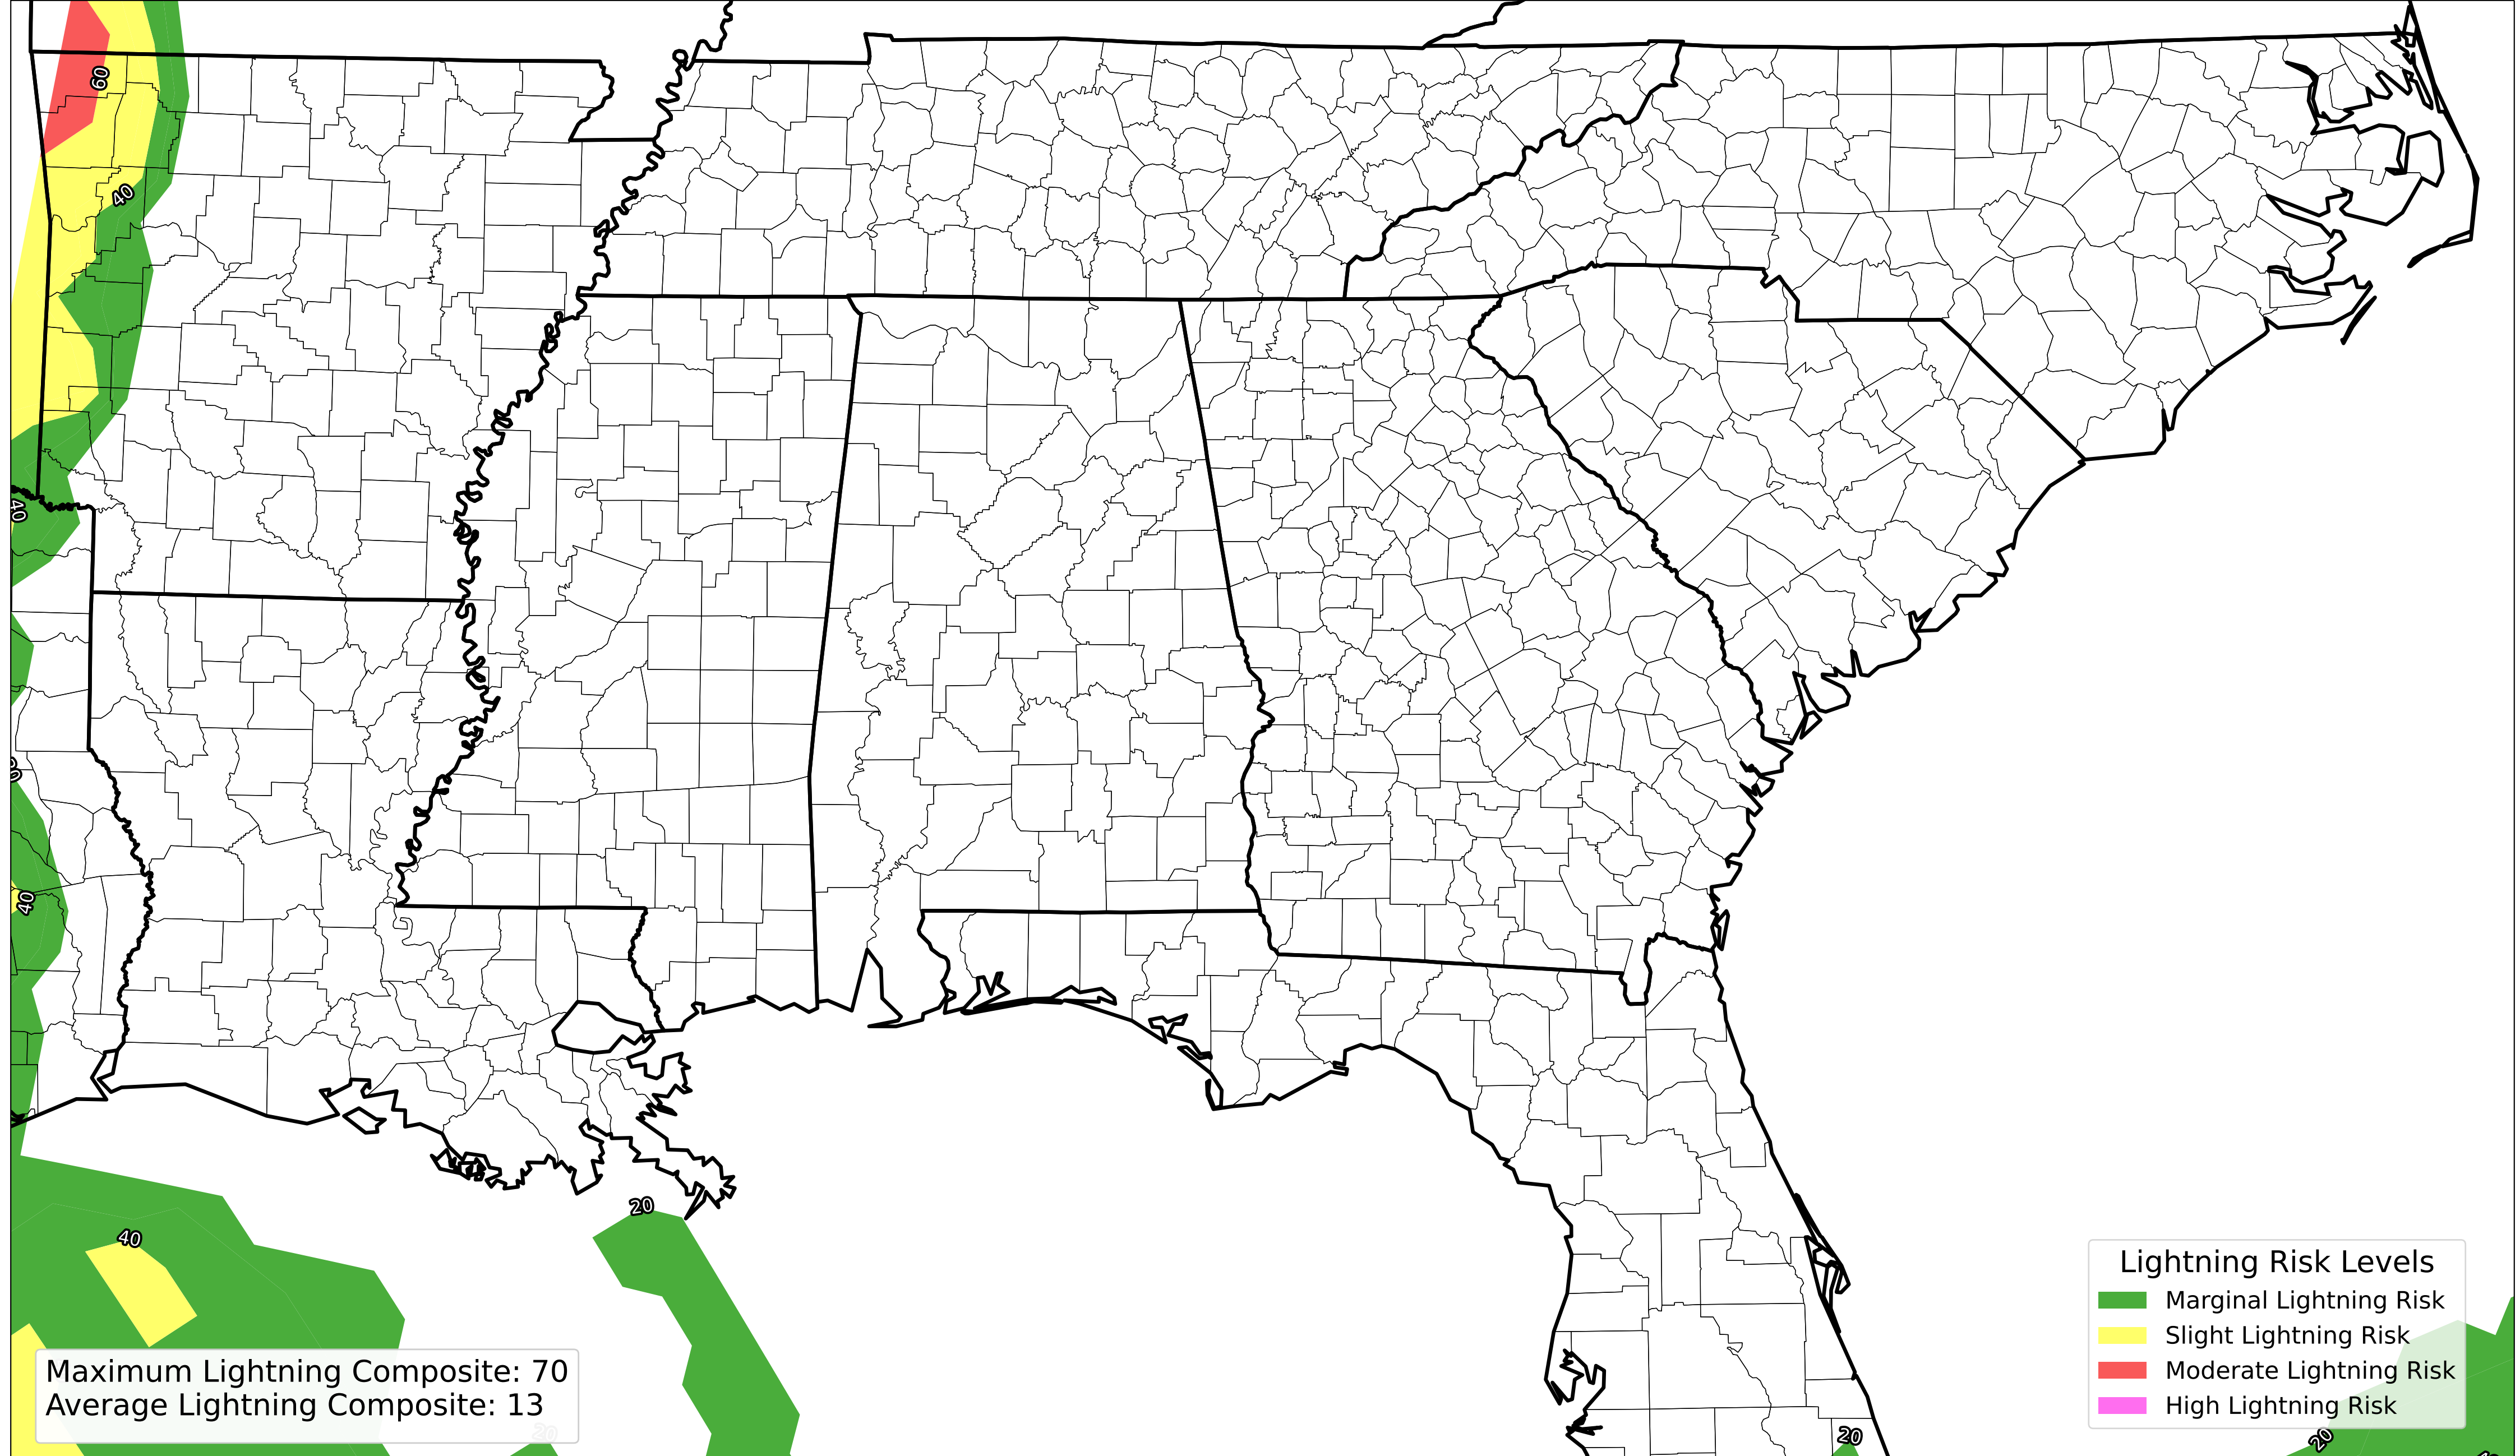 60
40
40
40
20
40
Maximum Lightning Composite: 70
Average Lightning Composite: 13
20
Lightning Risk Levels
Marginal Lightning Risk
Slight Lightning Risk
Moderate Lightning Risk
High Lightning Risk
20
20